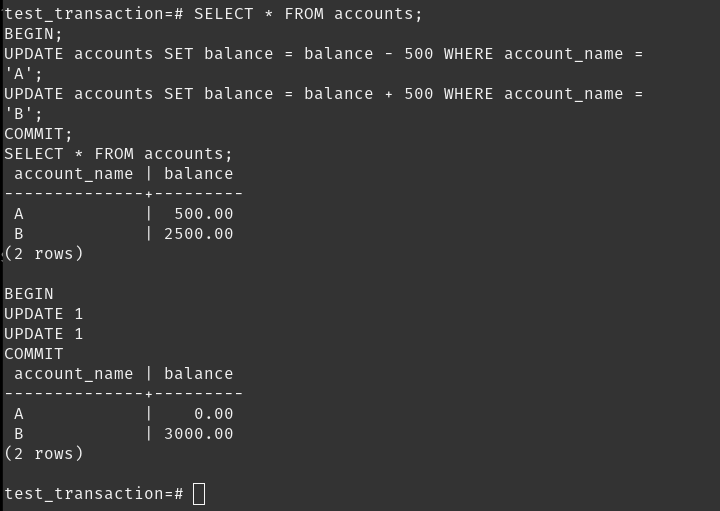 test_transaction=# SELECT * FROM accounts;
BEGIN;
UPDATE accounts SET balance = balance - 500 WHERE account_name =
'A';
UPDATE accounts SET balance = balance + 500 WHERE account_name =
'B';
COMMIT;
SELECT * FROM accounts;
 account_name | balance
--------------+---------
 A            |  500.00
 B            | 2500.00
(2 rows)

BEGIN
UPDATE 1
UPDATE 1
COMMIT
 account_name | balance
--------------+---------
 A            |    0.00
 B            | 3000.00
(2 rows)

test_transaction=#